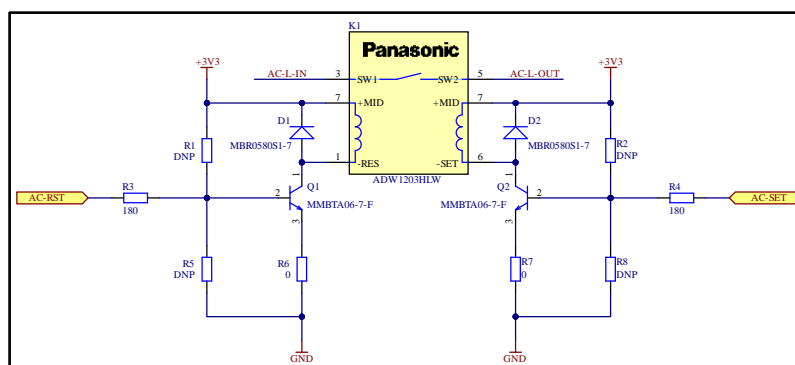 K1
Panasonic
+3V3
+3V3
AC-L-IN
3
SW1
SW2
5
AC-L-OUT
7
+MID
+MID
7
D1
MBR0580S1-7
D2
MBR0580S1-7
R1
DNP
R2
DNP
1
-RES
-SET
6
ADW1203HLW
AC-RST
R3
180
2
1
Q1
MMBTA06-7-F
3
1
Q2
MMBTA06-7-F
2
3
R4
180
AC-SET
R5
DNP
R6
0
R7
0
R8
DNP
GND
GND